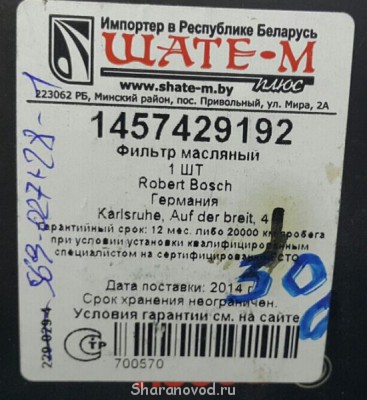 Импортер в Республике Беларусь
ШАТЕ-М
плюс
www.shate-m.by
223062 РБ, Минский район, пос. Привольный, ул. Мира, 2А
1457429192
Фильтр масляный
1 ШТ
Robert Bosch
Германия
Karlsruhe, Auf der breit, 4
Гарантийный срок: 12 мес. либо 20000 км пробега
при условии установки квалифицированным
специалистом на сертифицированной СТО
Дата поставки: 2014 г.
Срок хранения неограничен.
Условия гарантии см. на сайте
700570
Sharanovod.ru